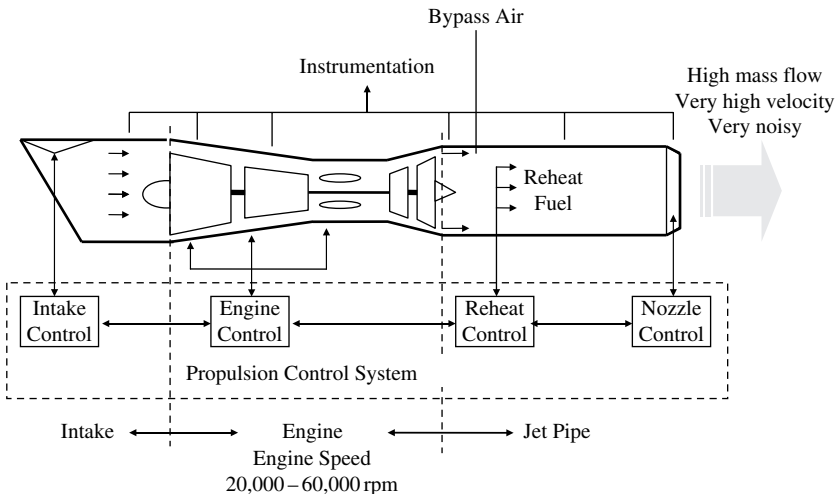 Bypass Air
Instrumentation
High mass flow
Very high velocity
Very noisy
Reheat
Fuel
Intake
Control
Engine
Control
Reheat
Control
Nozzle
Control
Propulsion Control System
Intake
Engine
Jet Pipe
Engine Speed
20,000 – 60,000 rpm